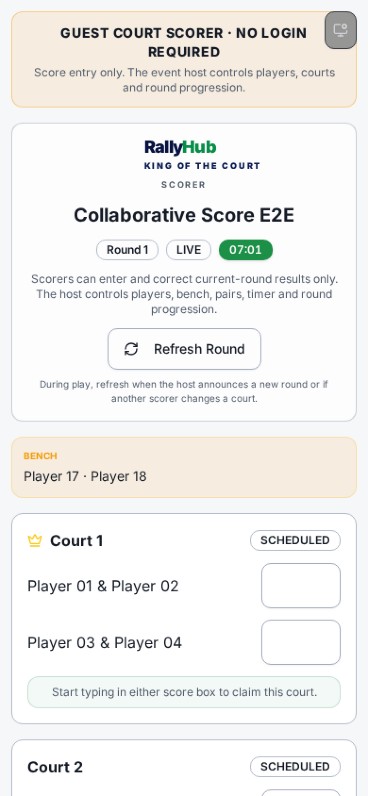 GUEST COURT SCORER · NO LOGIN
REQUIRED
Score entry only. The event host controls players, courts
and round progression.
RallyHub
KING OF THE COURT
SCORER
Collaborative Score E2E
Round 1
LIVE
07:01
Scorers can enter and correct current-round results only.
The host controls players, bench, pairs, timer and round
progression.
Refresh Round
During play, refresh when the host announces a new round or if
another scorer changes a court.
BENCH
Player 17 · Player 18
Court 1
SCHEDULED
Player 01 & Player 02
Player 03 & Player 04
Start typing in either score box to claim this court.
Court 2
SCHEDULED